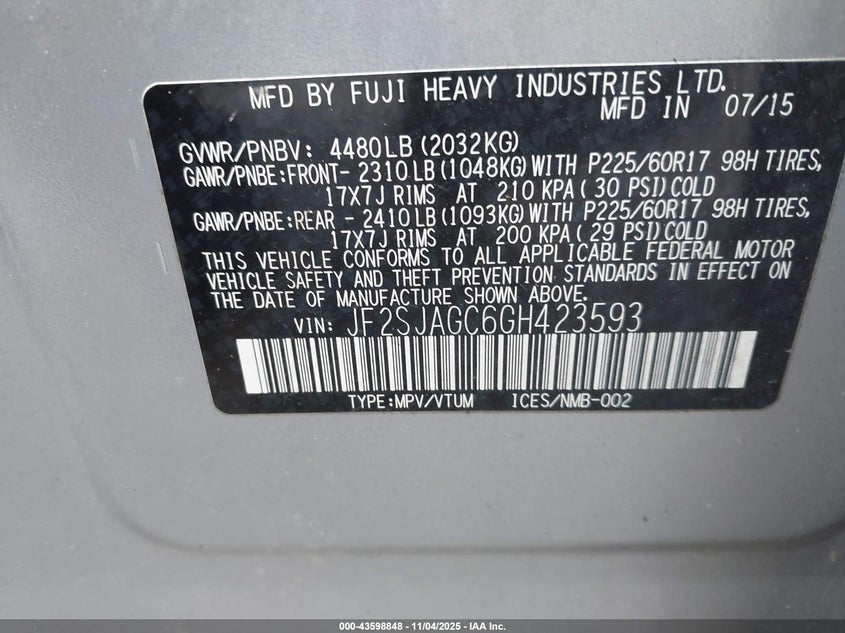 MFD BY FUJI HEAVY INDUSTRIES LTD.
MFD IN 07/15
GVWR/PNBV: 4480LB(2032KG)
GAWR/PNBE:FRONT- 2310LB(1048KG)WITH P225/60R17 98H TIRES,
17X7J RIMS AT 210 KPA( 30 PSI)COLD
GAWR/PNBE:REAR - 2410LB(1093KG)WITH P225/60R17 98H TIRES,
17X7J RIMS AT 200 KPA( 29 PSI)COLD
THIS VEHICLE CONFORMS TO ALL APPLICABLE FEDERAL MOTOR
VEHICLE SAFETY AND THEFT PREVENTION STANDARDS IN EFFECT ON
THE DATE OF MANUFACTURE SHOWN ABOVE.
VIN: JF2SJAGC6GH423593
TYPE:MPV/VTUM ICES/NMB-002
000-43598848 - 11/04/2025 - IAA Inc.